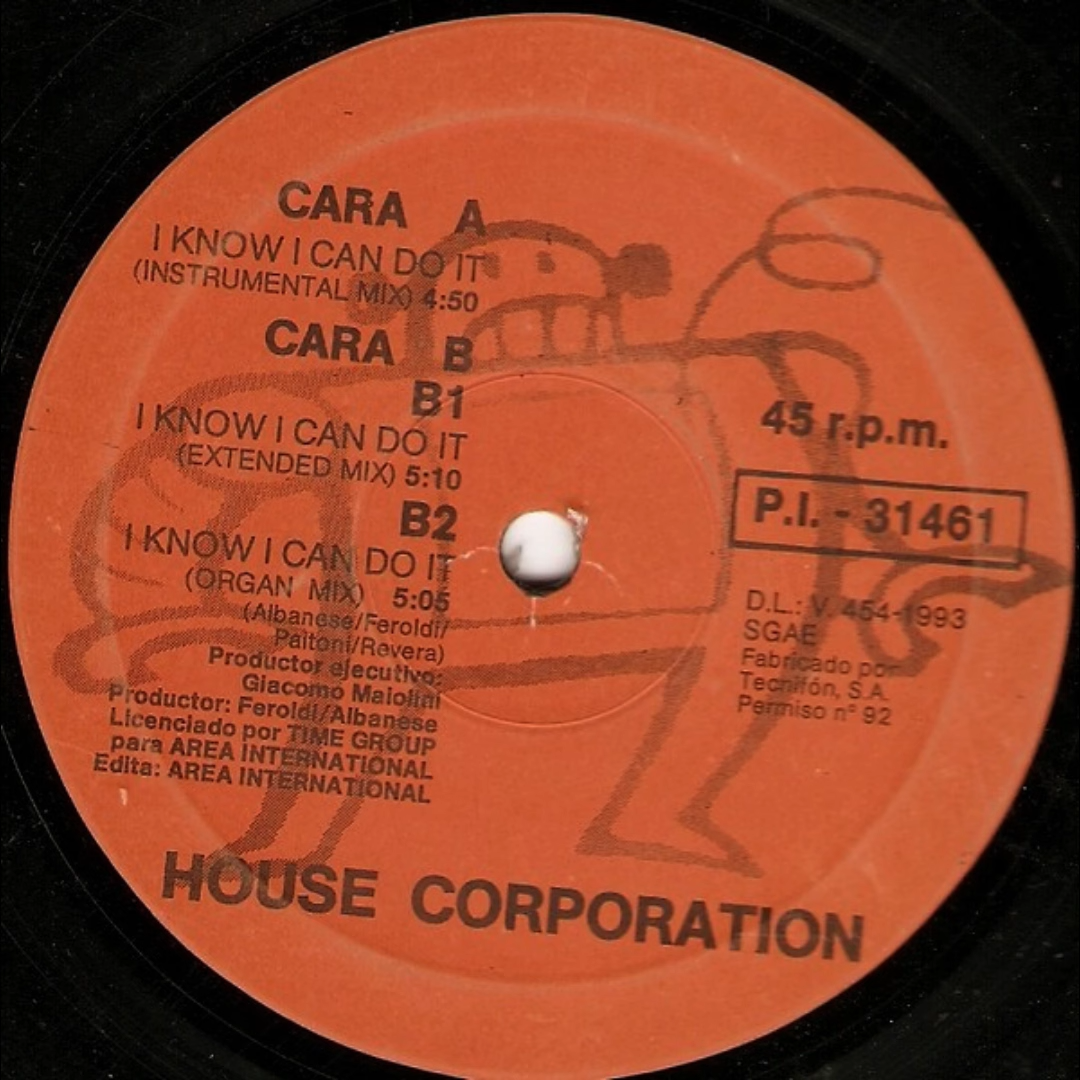 CARA A
I KNOW I CAN DO IT
(INSTRUMENTAL MIX) 4:50
CARA B
B1
I KNOW I CAN DO IT
(EXTENDED MIX) 5:10
B2
I KNOW I CAN DO IT
(ORGAN MIX) 5:05
(Albanese/Feroldi/
Paitoni/Revera)
Productor ejecutivo:
Giacomo Maiolini
Productor: Feroldi/Albanese
Licenciado por TIME GROUP
para AREA INTERNATIONAL
Edita: AREA INTERNATIONAL
45 r.p.m.
P.I. - 31461
D.L.: V. 454-1993
SGAE
Fabricado por
Tecnifón, S.A.
Permiso nº 92
HOUSE CORPORATION